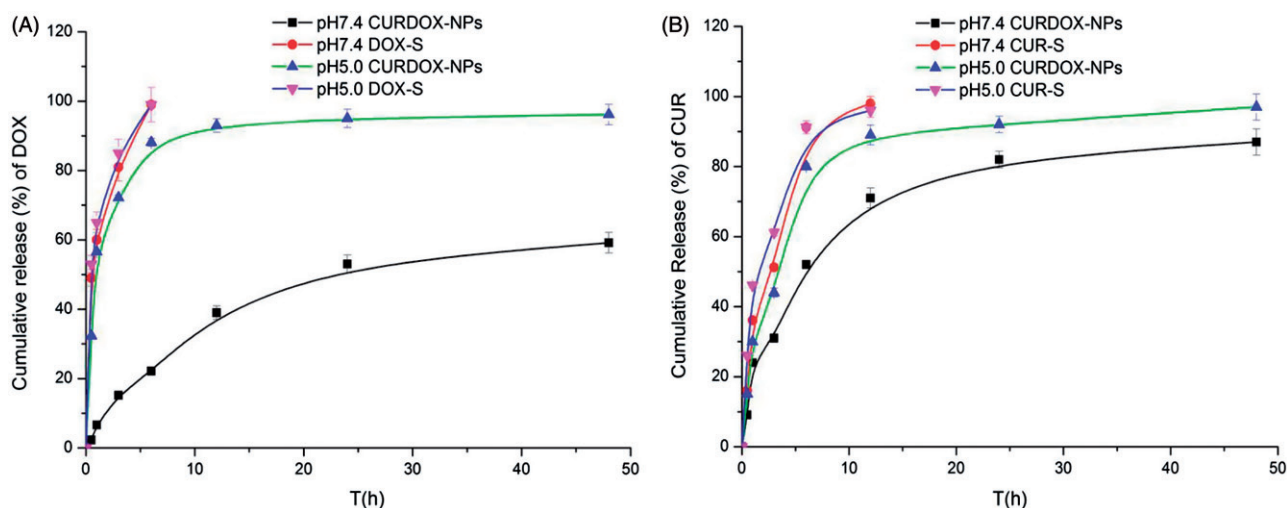 (A)
pH7.4 CURDOX-NPs
pH7.4 DOX-S
pH5.0 CURDOX-NPs
pH5.0 DOX-S
Cumulative release (%) of DOX
120
100
80
60
40
20
0
0 10 20 30 40 50
T(h)
(B)
pH7.4 CURDOX-NPs
pH7.4 CUR-S
pH5.0 CURDOX-NPs
pH5.0 CUR-S
Cumulative Release (%) of CUR
120
100
80
60
40
20
0
0 10 20 30 40 50
T(h)